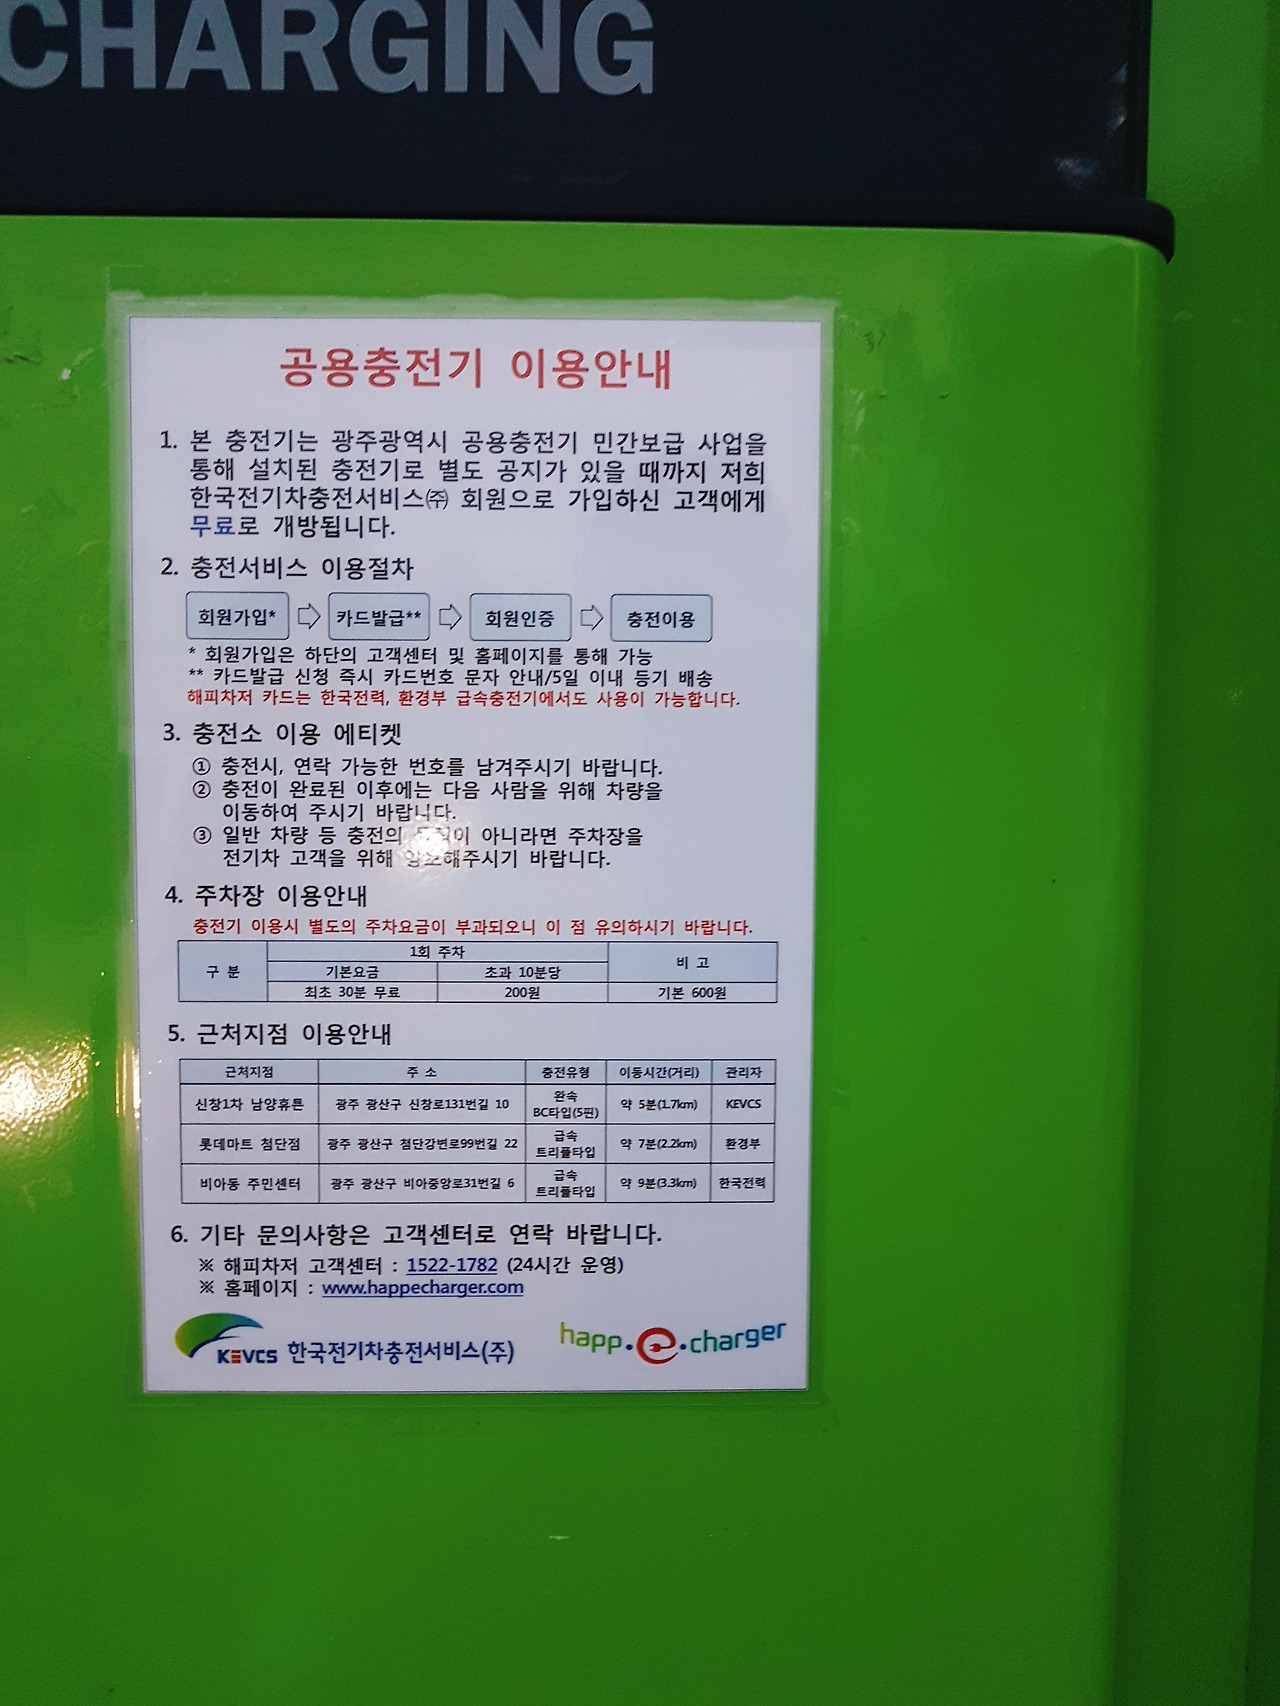 CHARGING
공용충전기 이용안내
1. 본 충전기는 광주광역시 공용충전기 민간보급 사업을
통해 설치된 충전기로 별도 공지가 있을 때까지 저희
한국전기차충전서비스㈜ 회원으로 가입하신 고객에게
무료로 개방됩니다.
2. 충전서비스 이용절차
회원가입* ⇨ 카드발급** ⇨ 회원인증 ⇨ 충전이용
* 회원가입은 하단의 고객센터 및 홈페이지를 통해 가능
** 카드발급 신청 즉시 카드번호 문자 안내/5일 이내 등기 배송
해피차저 카드는 한국전력, 환경부 급속충전기에서도 사용이 가능합니다.
3. 충전소 이용 에티켓
① 충전시, 연락 가능한 번호를 남겨주시기 바랍니다.
② 충전이 완료된 이후에는 다음 사람을 위해 차량을
이동하여 주시기 바랍니다.
③ 일반 차량 등 충전의 아니라면 주차장을
전기차 고객을 위해 바랍니다.
4. 주차장 이용안내
충전기 이용시 별도의 주차요금이 부과되오니 이 점 유의하시기 바랍니다.
구 분 1회 주차 비 고
기본요금 초과 10분당
최초 30분 무료 200원 기본 600원
5. 근처지점 이용안내
근처지점 주 소 충전유형 이동시간(거리) 관리자
신창1차 남양휴튼 광주 광산구 신창로131번길 10 완속 BC타입(5핀) 약 5분(1.7km) KEVCS
롯데마트 첨단점 광주 광산구 첨단강변로99번길 22 급속 트리플타입 약 7분(2.2km) 환경부
비아동 주민센터 광주 광산구 비아중앙로31번길 6 급속 트리플타입 약 9분(3.3km) 한국전력
6. 기타 문의사항은 고객센터로 연락 바랍니다.
※ 해피차저 고객센터 : 1522-1782 (24시간 운영)
※ 홈페이지 : www.happecharger.com
KEVCS 한국전기차충전서비스(주) happ·e·charger